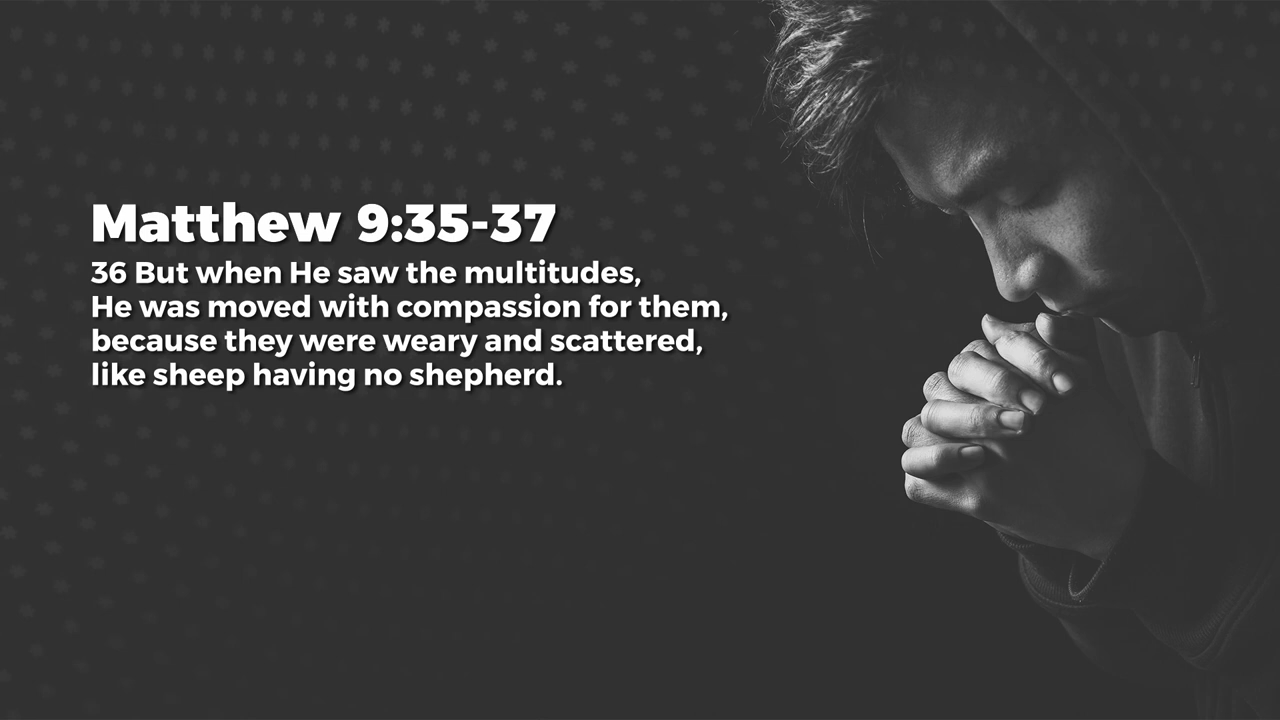 Matthew 9:35-37
36 But when He saw the multitudes,
He was moved with compassion for them,
because they were weary and scattered,
like sheep having no shepherd.